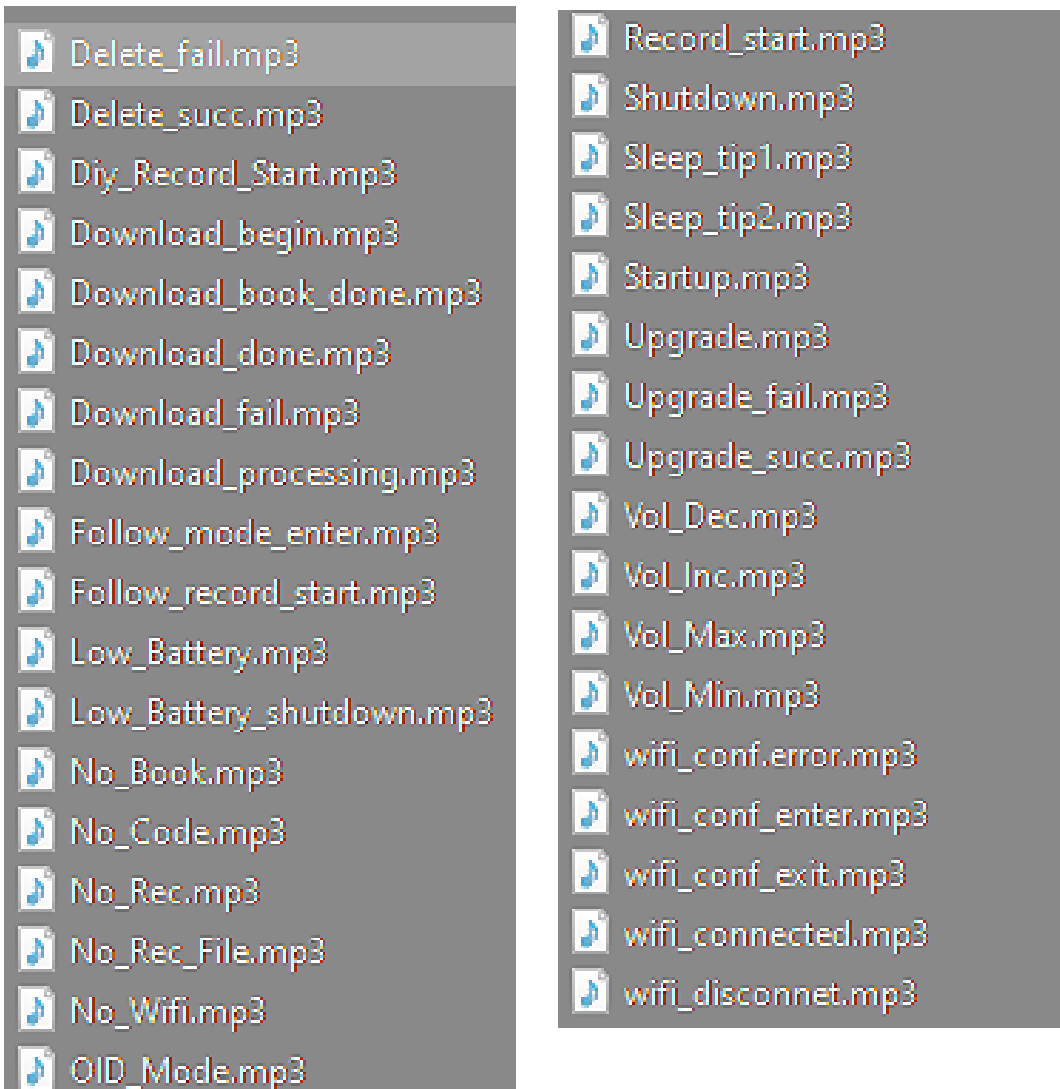 Delete_fail.mp3
Delete_succ.mp3
Diy_Record_Start.mp3
Download_begin.mp3
Download_book_done.mp3
Download_done.mp3
Download_fail.mp3
Download_processing.mp3
Follow_mode_enter.mp3
Follow_record_start.mp3
Low_Battery.mp3
Low_Battery_shutdown.mp3
No_Book.mp3
No_Code.mp3
No_Rec.mp3
No_Rec_File.mp3
No_Wifi.mp3
OID_Mode.mp3
Record_start.mp3
Shutdown.mp3
Sleep_tip1.mp3
Sleep_tip2.mp3
Startup.mp3
Upgrade.mp3
Upgrade_fail.mp3
Upgrade_succ.mp3
Vol_Dec.mp3
Vol_Inc.mp3
Vol_Max.mp3
Vol_Min.mp3
wifi_conf.error.mp3
wifi_conf_enter.mp3
wifi_conf_exit.mp3
wifi_connected.mp3
wifi_disconnet.mp3